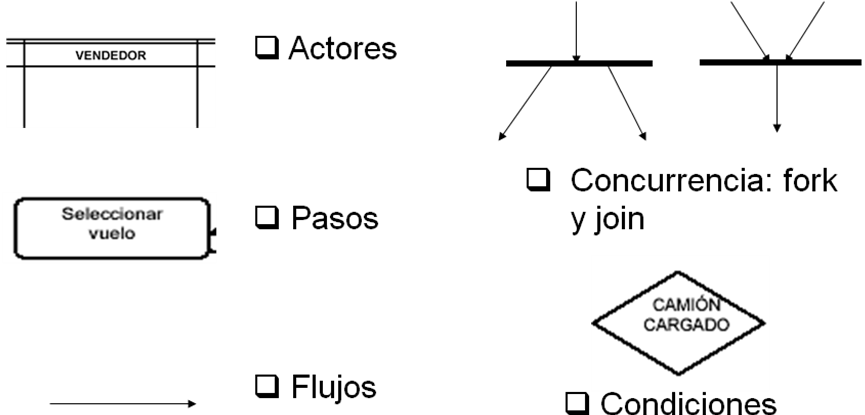 VENDEDOR
❑ Actores
Seleccionar
vuelo
❑ Pasos
❑ Flujos
❑ Concurrencia: fork
y join
CAMIÓN
CARGADO
❑ Condiciones